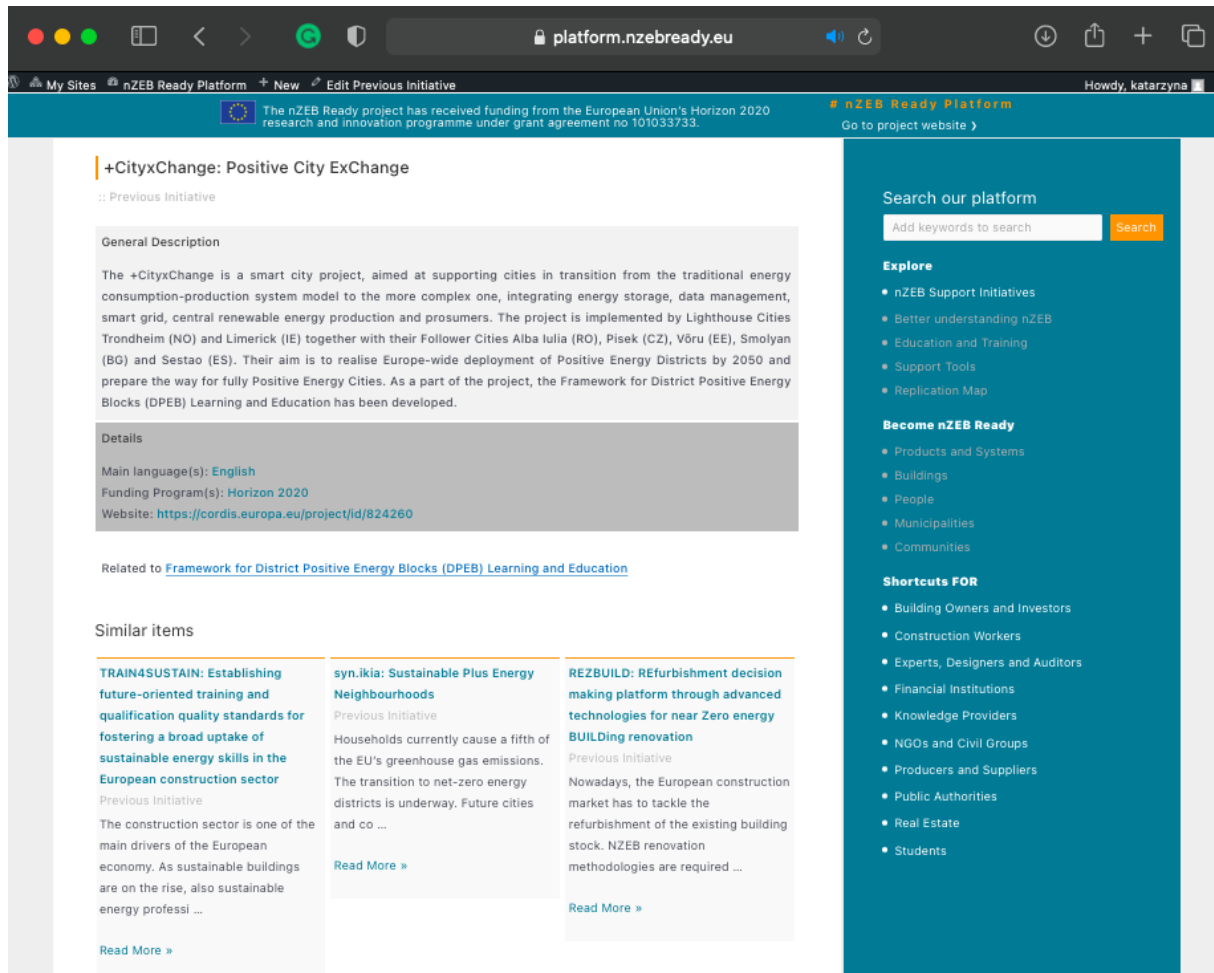 platform.nzebready.eu
My Sites nZEB Ready Platform + New Edit Previous Initiative Howdy, katarzyna
The nZEB Ready project has received funding from the European Union's Horizon 2020
research and innovation programme under grant agreement no 101033733.
# nZEB Ready Platform
Go to project website ❯
+CityxChange: Positive City ExChange
:: Previous Initiative
General Description
The +CityxChange is a smart city project, aimed at supporting cities in transition from the traditional energy
consumption-production system model to the more complex one, integrating energy storage, data management,
smart grid, central renewable energy production and prosumers. The project is implemented by Lighthouse Cities
Trondheim (NO) and Limerick (IE) together with their Follower Cities Alba Iulia (RO), Pisek (CZ), Võru (EE), Smolyan
(BG) and Sestao (ES). Their aim is to realise Europe-wide deployment of Positive Energy Districts by 2050 and
prepare the way for fully Positive Energy Cities. As a part of the project, the Framework for District Positive Energy
Blocks (DPEB) Learning and Education has been developed.
Details
Main language(s): English
Funding Program(s): Horizon 2020
Website: https://cordis.europa.eu/project/id/824260
Related to Framework for District Positive Energy Blocks (DPEB) Learning and Education
Similar items
TRAIN4SUSTAIN: Establishing
future-oriented training and
qualification quality standards for
fostering a broad uptake of
sustainable energy skills in the
European construction sector
Previous Initiative
The construction sector is one of the
main drivers of the European
economy. As sustainable buildings
are on the rise, also sustainable
energy professi ...
Read More »
syn.ikia: Sustainable Plus Energy
Neighbourhoods
Previous Initiative
Households currently cause a fifth of
the EU's greenhouse gas emissions.
The transition to net-zero energy
districts is underway. Future cities
and co ...
Read More »
REZBUILD: REfurbishment decision
making platform through advanced
technologies for near Zero energy
BUILDing renovation
Previous Initiative
Nowadays, the European construction
market has to tackle the
refurbishment of the existing building
stock. NZEB renovation
methodologies are required ...
Read More »
Search our platform
Add keywords to search Search
Explore
• nZEB Support Initiatives
• Better understanding nZEB
• Education and Training
• Support Tools
• Replication Map
Become nZEB Ready
• Products and Systems
• Buildings
• People
• Municipalities
• Communities
Shortcuts FOR
• Building Owners and Investors
• Construction Workers
• Experts, Designers and Auditors
• Financial Institutions
• Knowledge Providers
• NGOs and Civil Groups
• Producers and Suppliers
• Public Authorities
• Real Estate
• Students